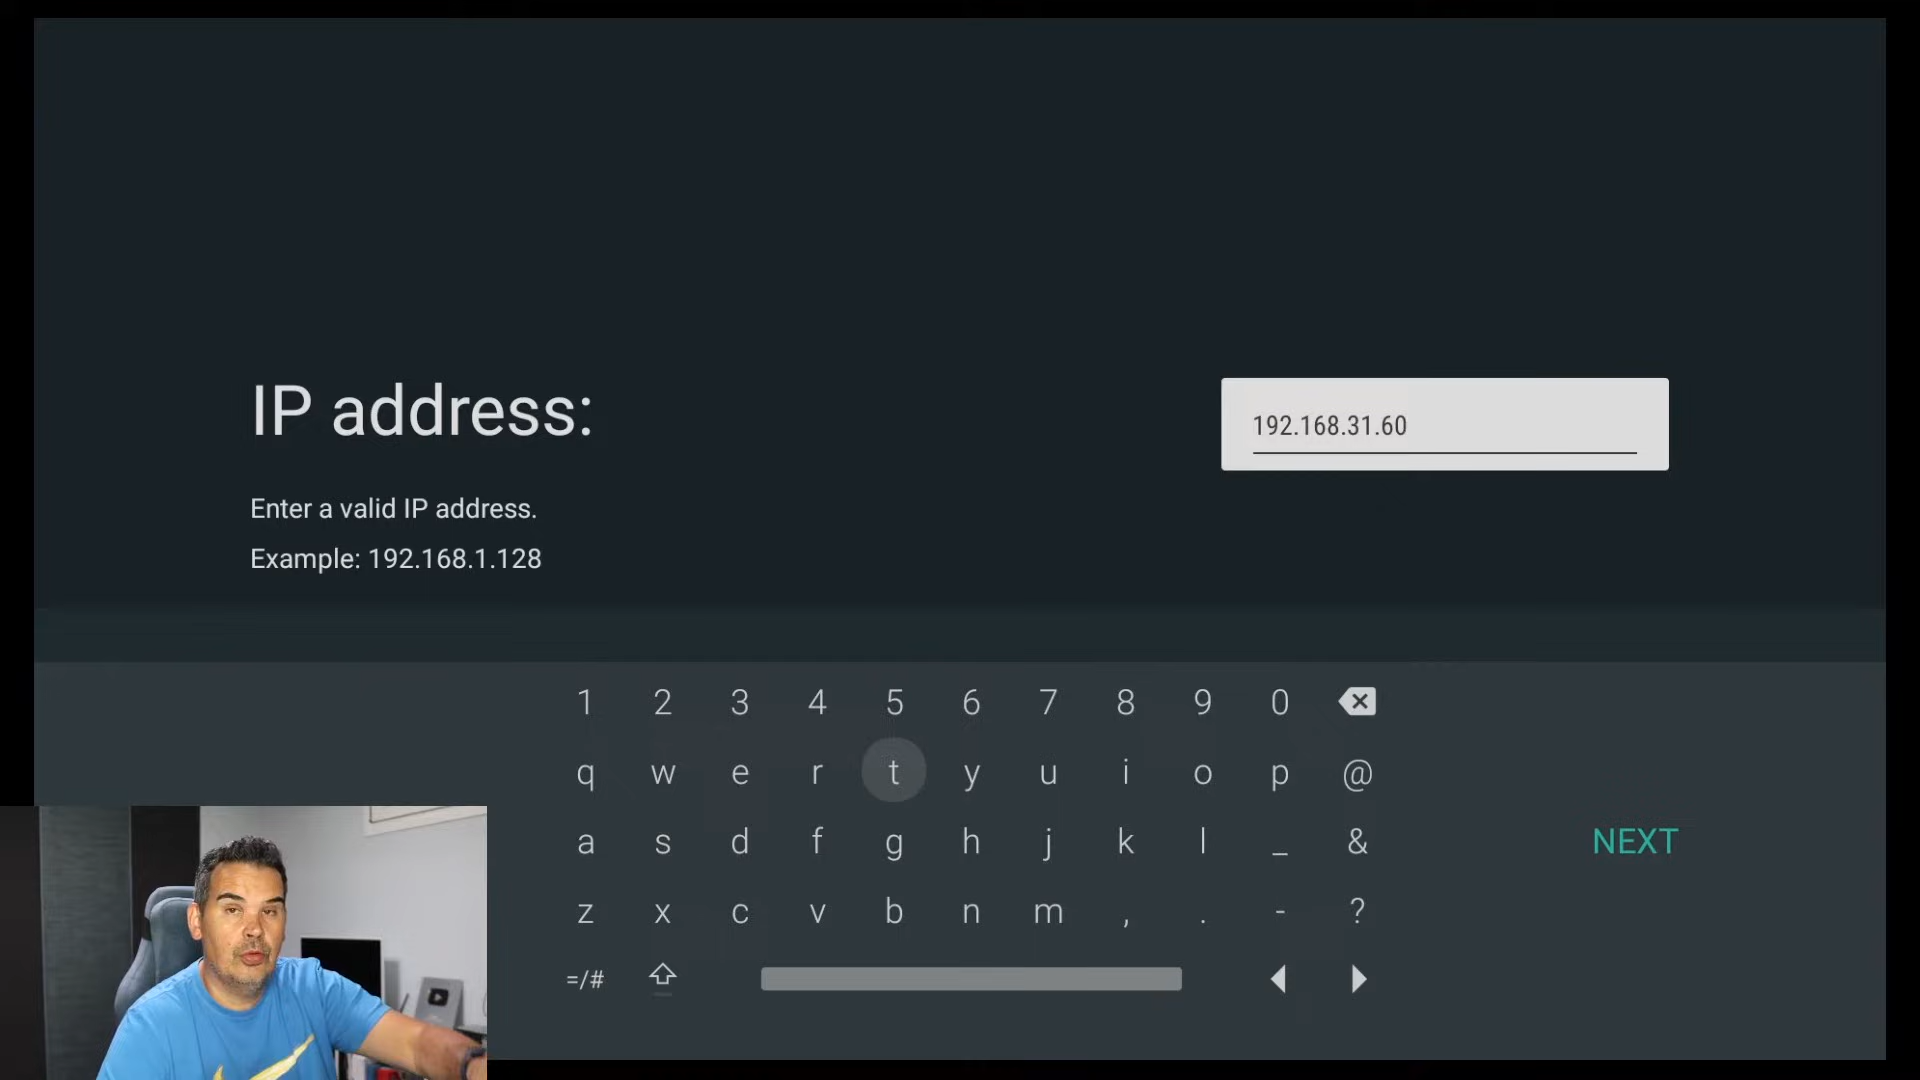 IP address:
192.168.31.60
Enter a valid IP address.
Example: 192.168.1.128
1 2 3 4 5 6 7 8 9 0
q w e r t y u i o p @
a s d f g h j k l _ &
z x c v b n m , . - ?
=/#
NEXT